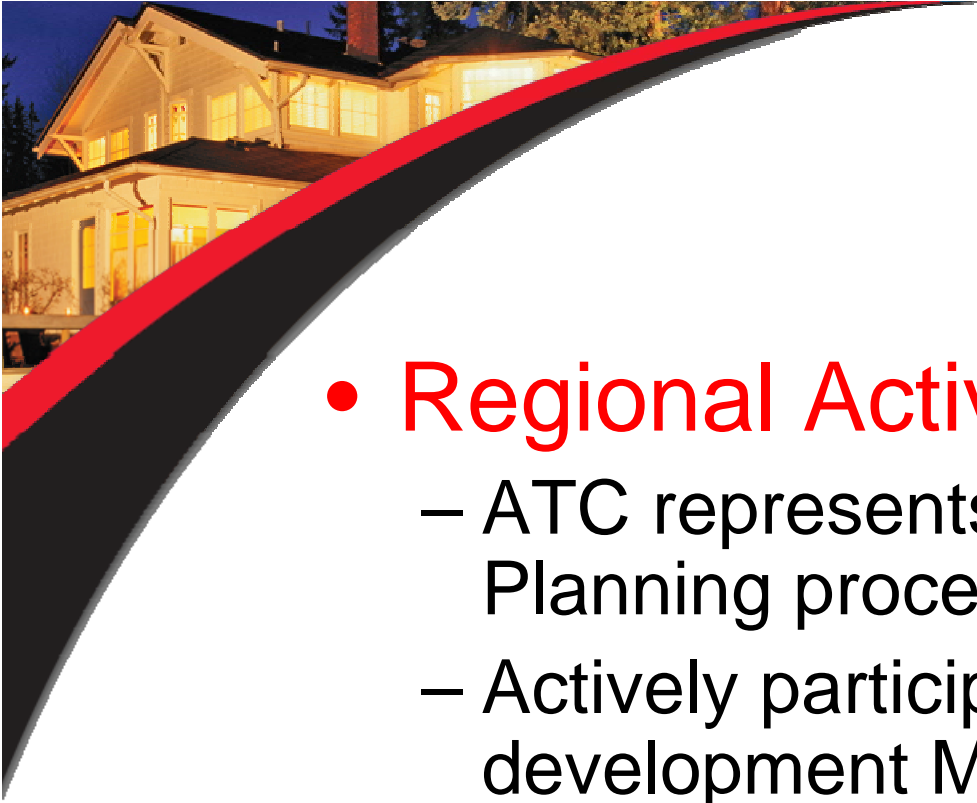 • Regional Activ
– ATC represents
Planning proce
– Actively particip
development M